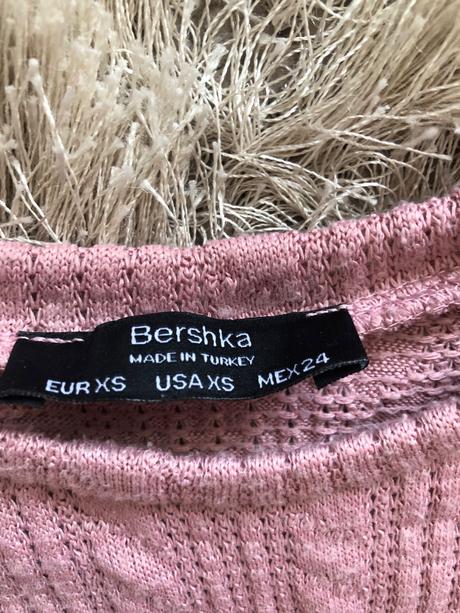 Bershka
MADE IN TURKEY
EUR XS USA XS MEX 24